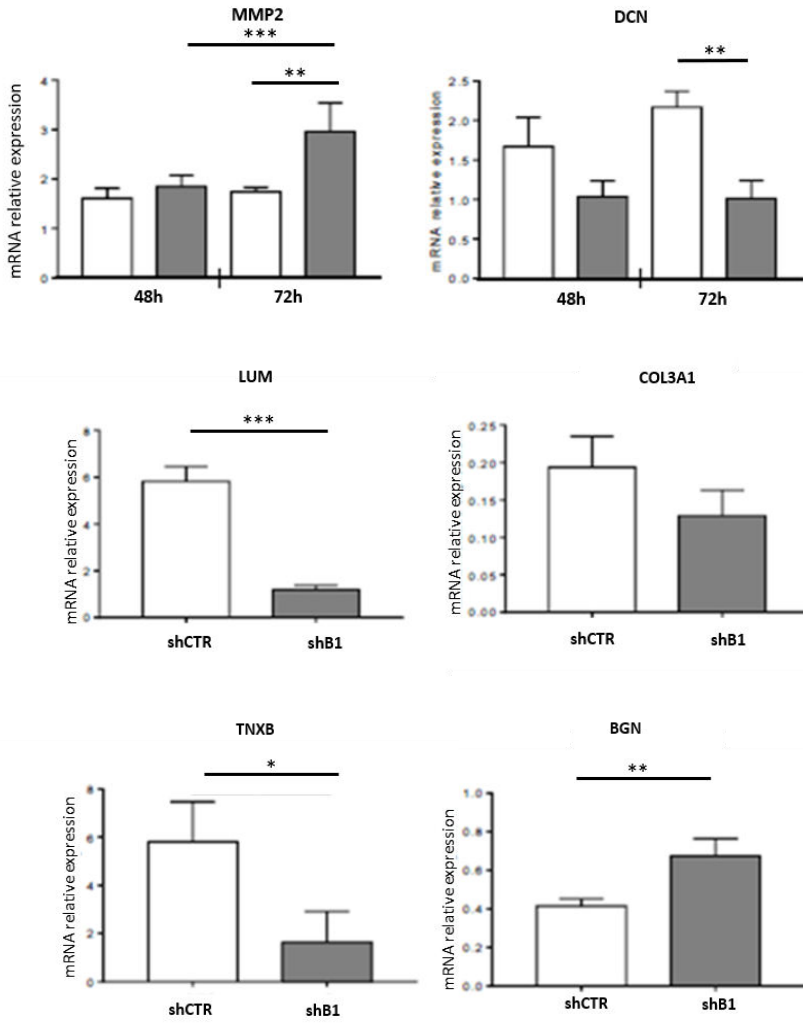 MMP2
***
**
mRNA relative expression
4
3
2
1
0
48h
72h
DCN
**
mRNA relative expression
2.5
2.0
1.5
1.0
0.5
0.0
48h
72h
LUM
***
mRNA relative expression
8
6
4
2
0
shCTR
shB1
COL3A1
mRNA relative expression
0.25
0.20
0.15
0.10
0.05
0.00
shCTR
shB1
TNXB
*
mRNA relative expression
8
6
4
2
0
shCTR
shB1
BGN
**
mRNA relative expression
1.0
0.8
0.6
0.4
0.2
0.0
shCTR
shB1